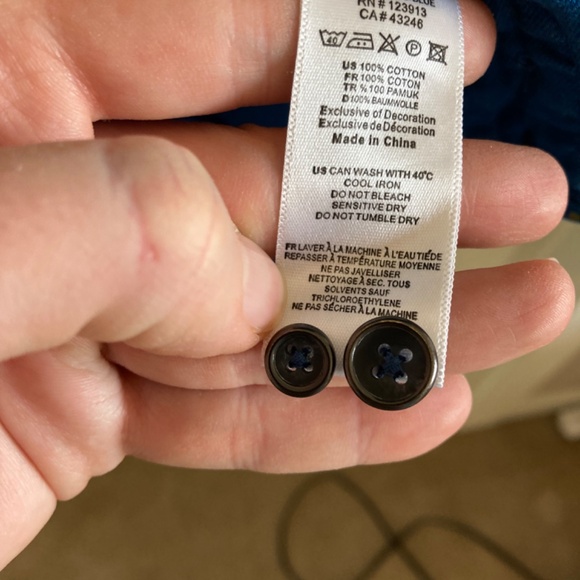 BLUE
RN # 123913
CA # 43246
40 P
US 100% COTTON
FR 100% COTON
TR %100 PAMUK
D 100% BAUMWOLLE
Exclusive of Decoration
Exclusive de Décoration
Made in China
US CAN WASH WITH 40°C
COOL IRON
DO NOT BLEACH
SENSITIVE DRY
DO NOT TUMBLE DRY
FR LAVER À LA MACHINE À L'EAUTIÉDE
REPASSER À TEMPÉRATURE MOYENNE
NE PAS JAVELLISER
NETTOYAGE À SEC. TOUS
SOLVENTS SAUF
TRICHLOROETHYLENE
NE PAS SÉCHER À LA MACHINE